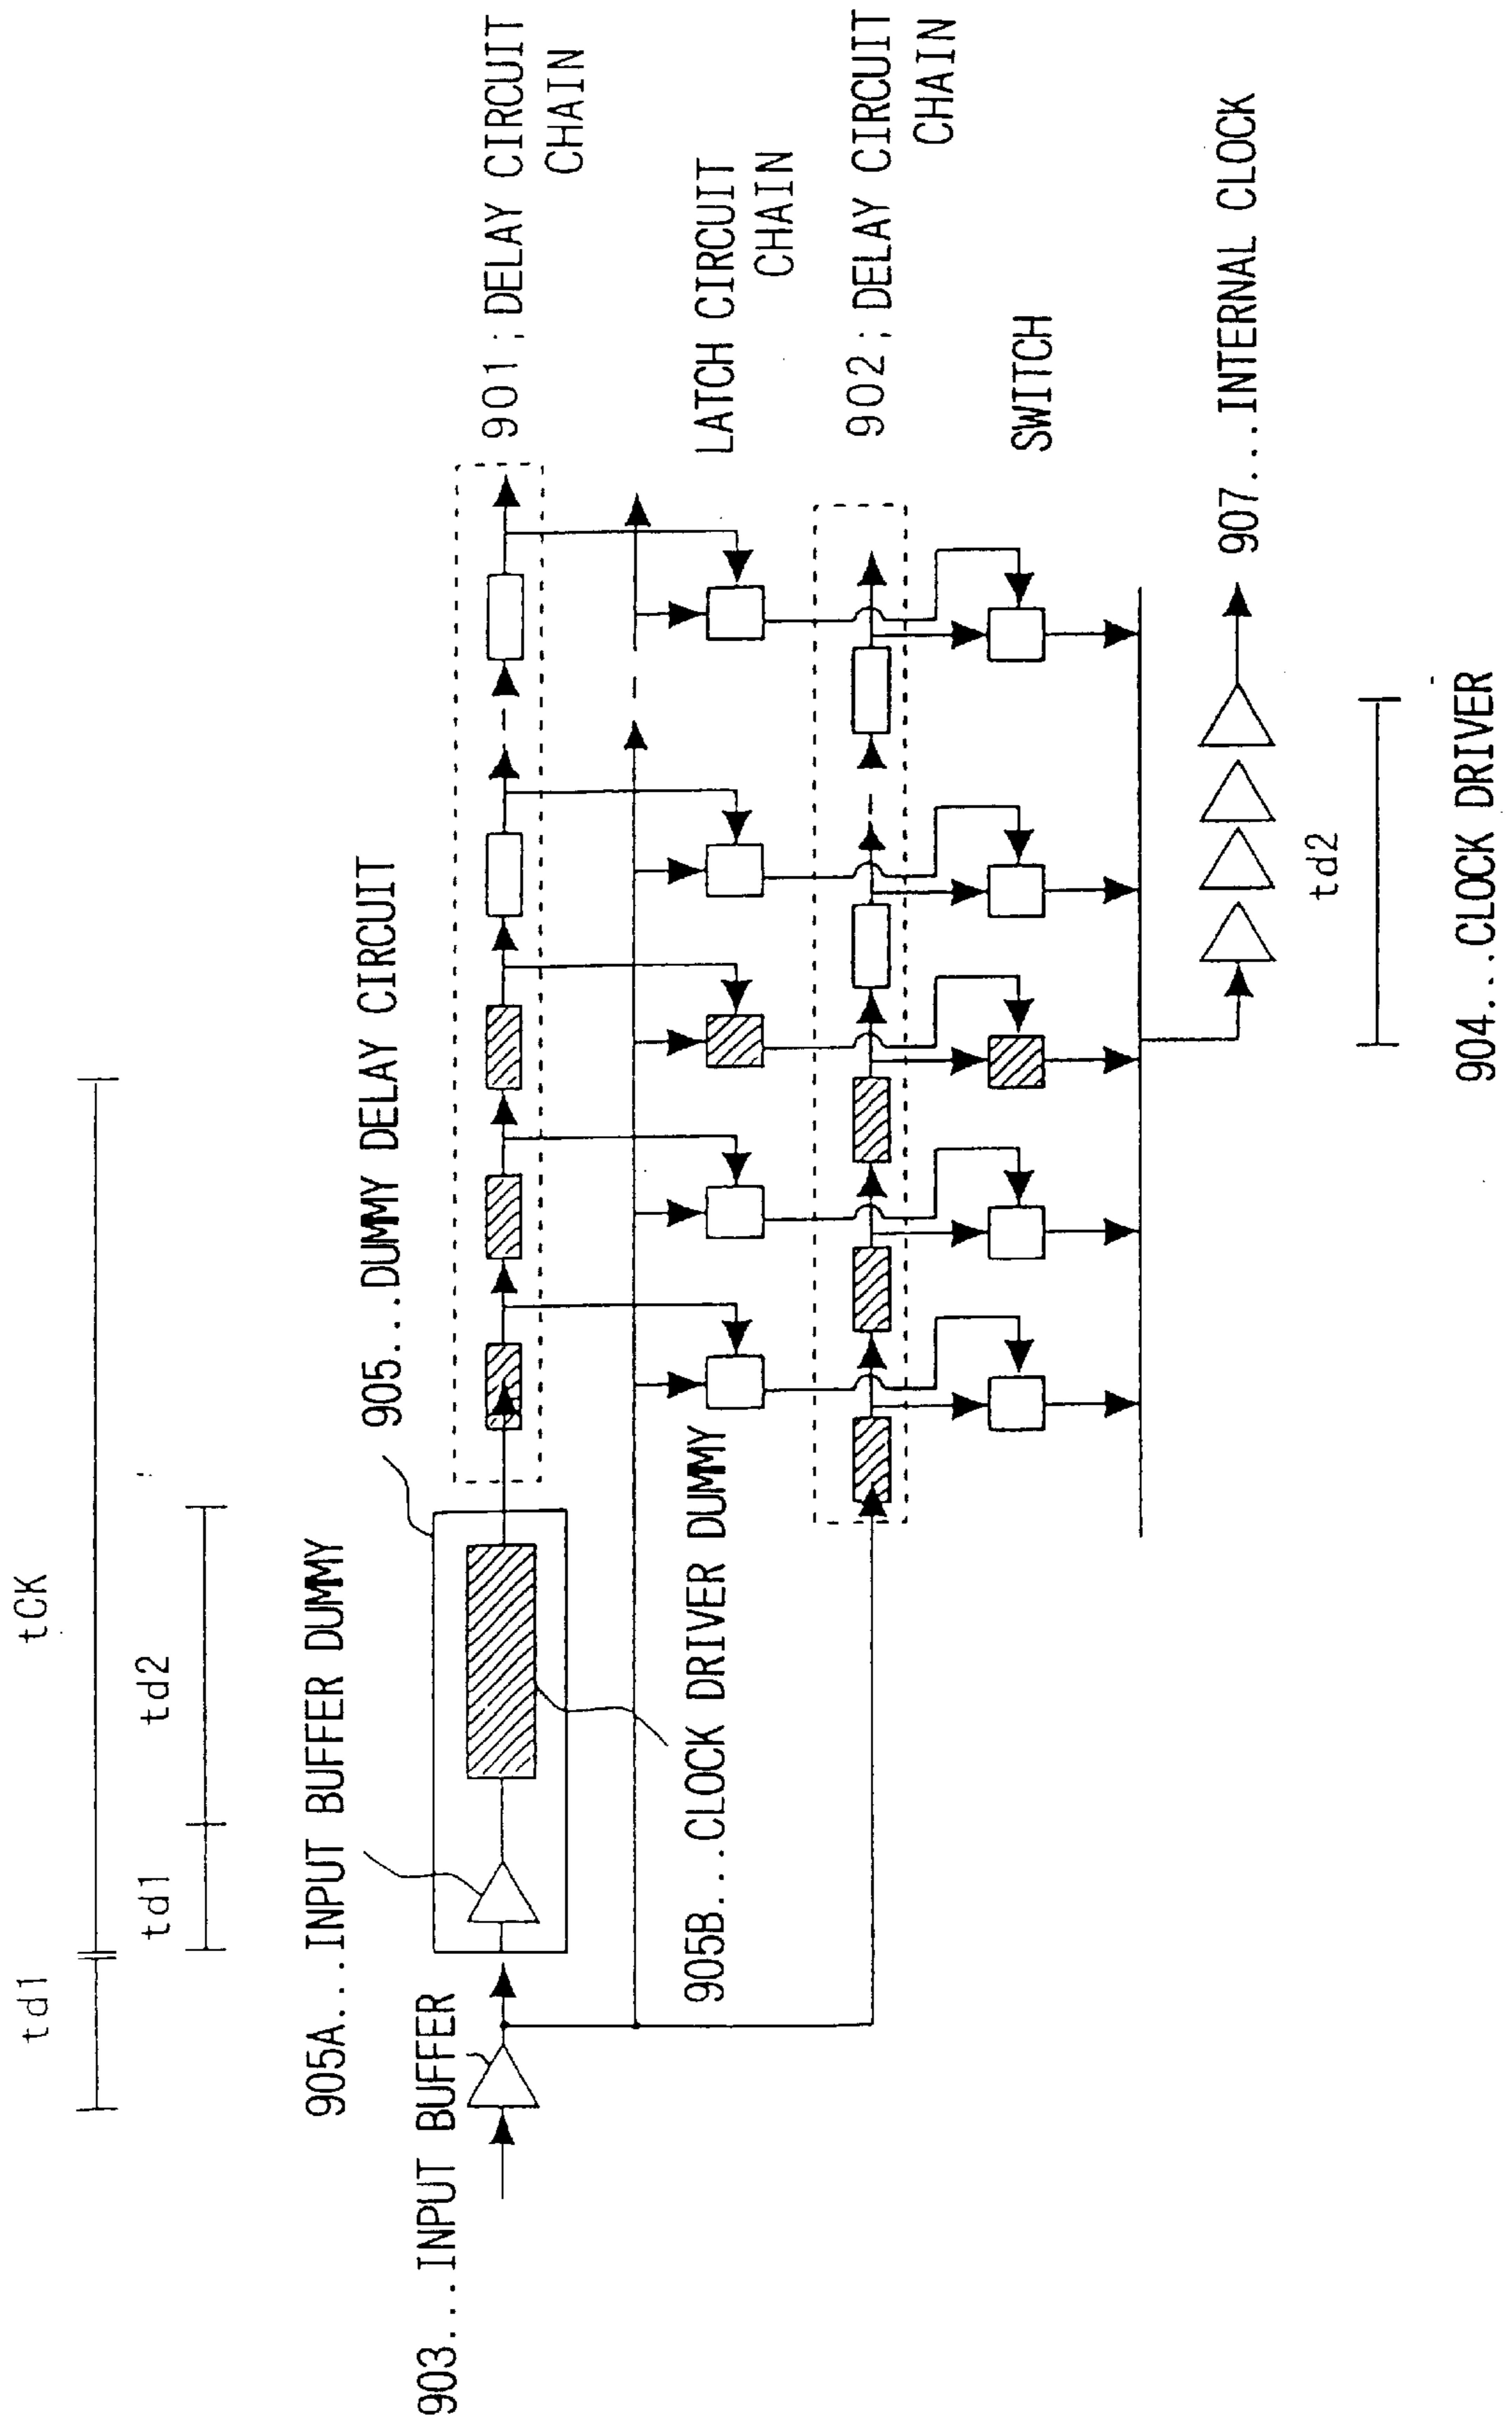 td1
tCK
td1
td2
905A...INPUT BUFFER DUMMY
905...DUMMY DELAY CIRCUIT
903...INPUT BUFFER
901;DELAY CIRCUIT
CHAIN
905B...CLOCK DRIVER DUMMY
LATCH CIRCUIT
CHAIN
902;DELAY CIRCUIT
CHAIN
SWITCH
907...INTERNAL CLOCK
td2
904...CLOCK DRIVER